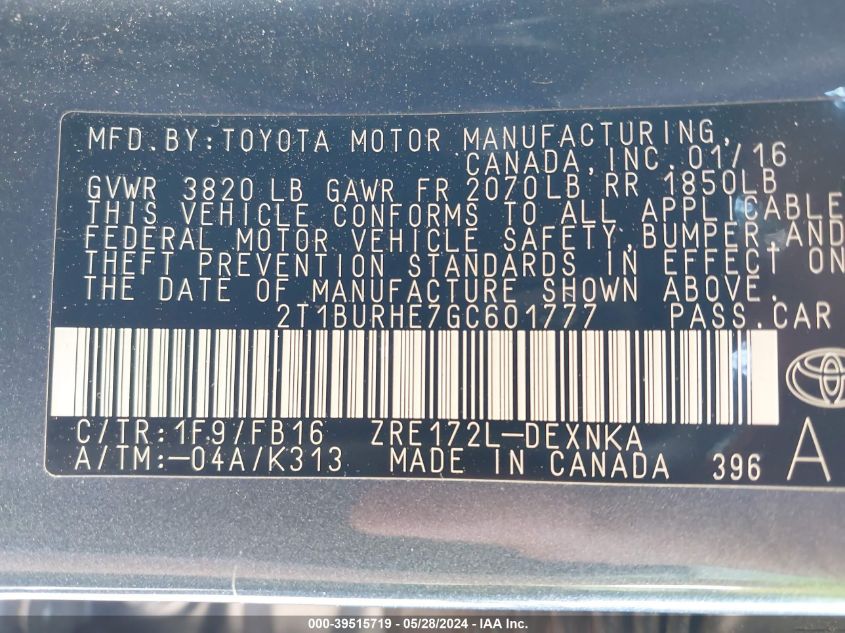 MFD.BY:TOYOTA MOTOR MANUFACTURING,
CANADA,INC.01/16
GVWR 3820 LB GAWR FR 2070LB RR 1850LB
THIS VEHICLE CONFORMS TO ALL APPLICABLE
FEDERAL MOTOR VEHICLE SAFETY,BUMPER,AND
THEFT PREVENTION STANDARDS IN EFFECT ON
THE DATE OF MANUFACTURE SHOWN ABOVE.
2T1BURHE7GC601777 PASS.CAR
C/TR:1F9/FB16 ZRE172L-DEXNKA
A/TM:-04A/K313 MADE IN CANADA 396 A
000-39515719 - 05/28/2024 - IAA Inc.